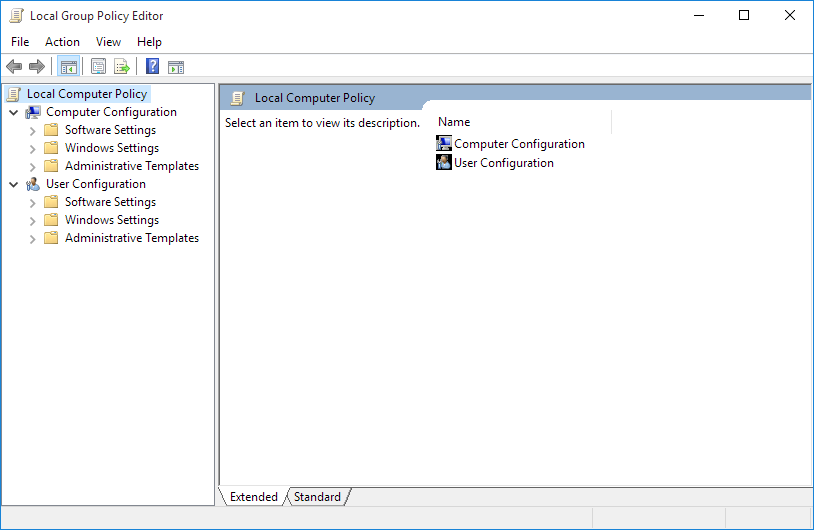 Local Group Policy Editor
File Action View Help
?
Local Computer Policy
Computer Configuration
Software Settings
Windows Settings
Administrative Templates
User Configuration
Software Settings
Windows Settings
Administrative Templates
Local Computer Policy
Select an item to view its description.
Name
Computer Configuration
User Configuration
Extended Standard